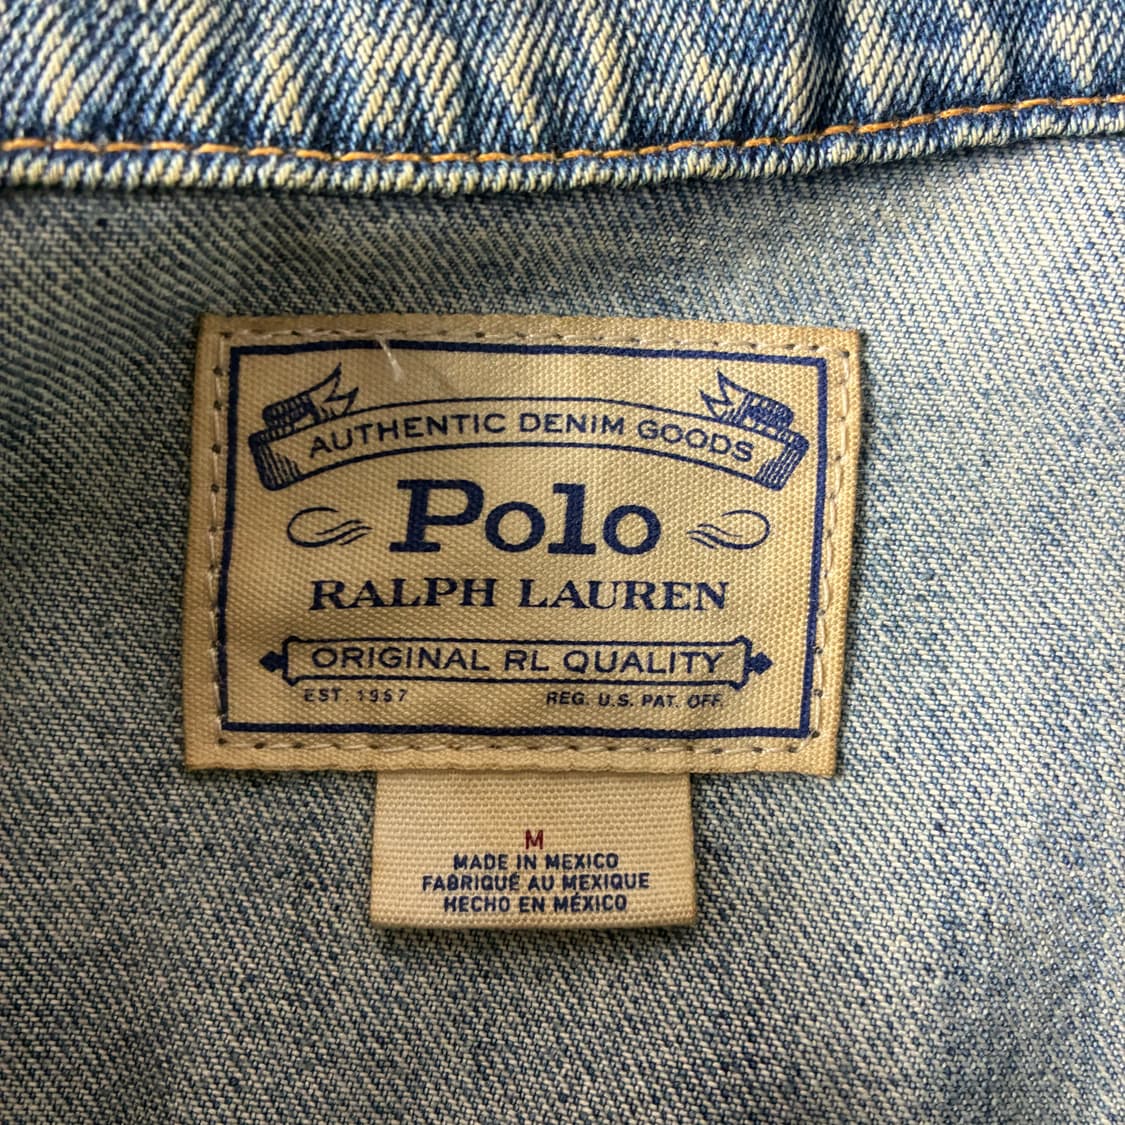 AUTHENTIC DENIM GOODS
Polo
RALPH LAUREN
ORIGINAL RL QUALITY
EST. 1967 REG. U.S. PAT. OFF.
M
MADE IN MEXICO
FABRIQUÉ AU MEXIQUE
HECHO EN MÉXICO